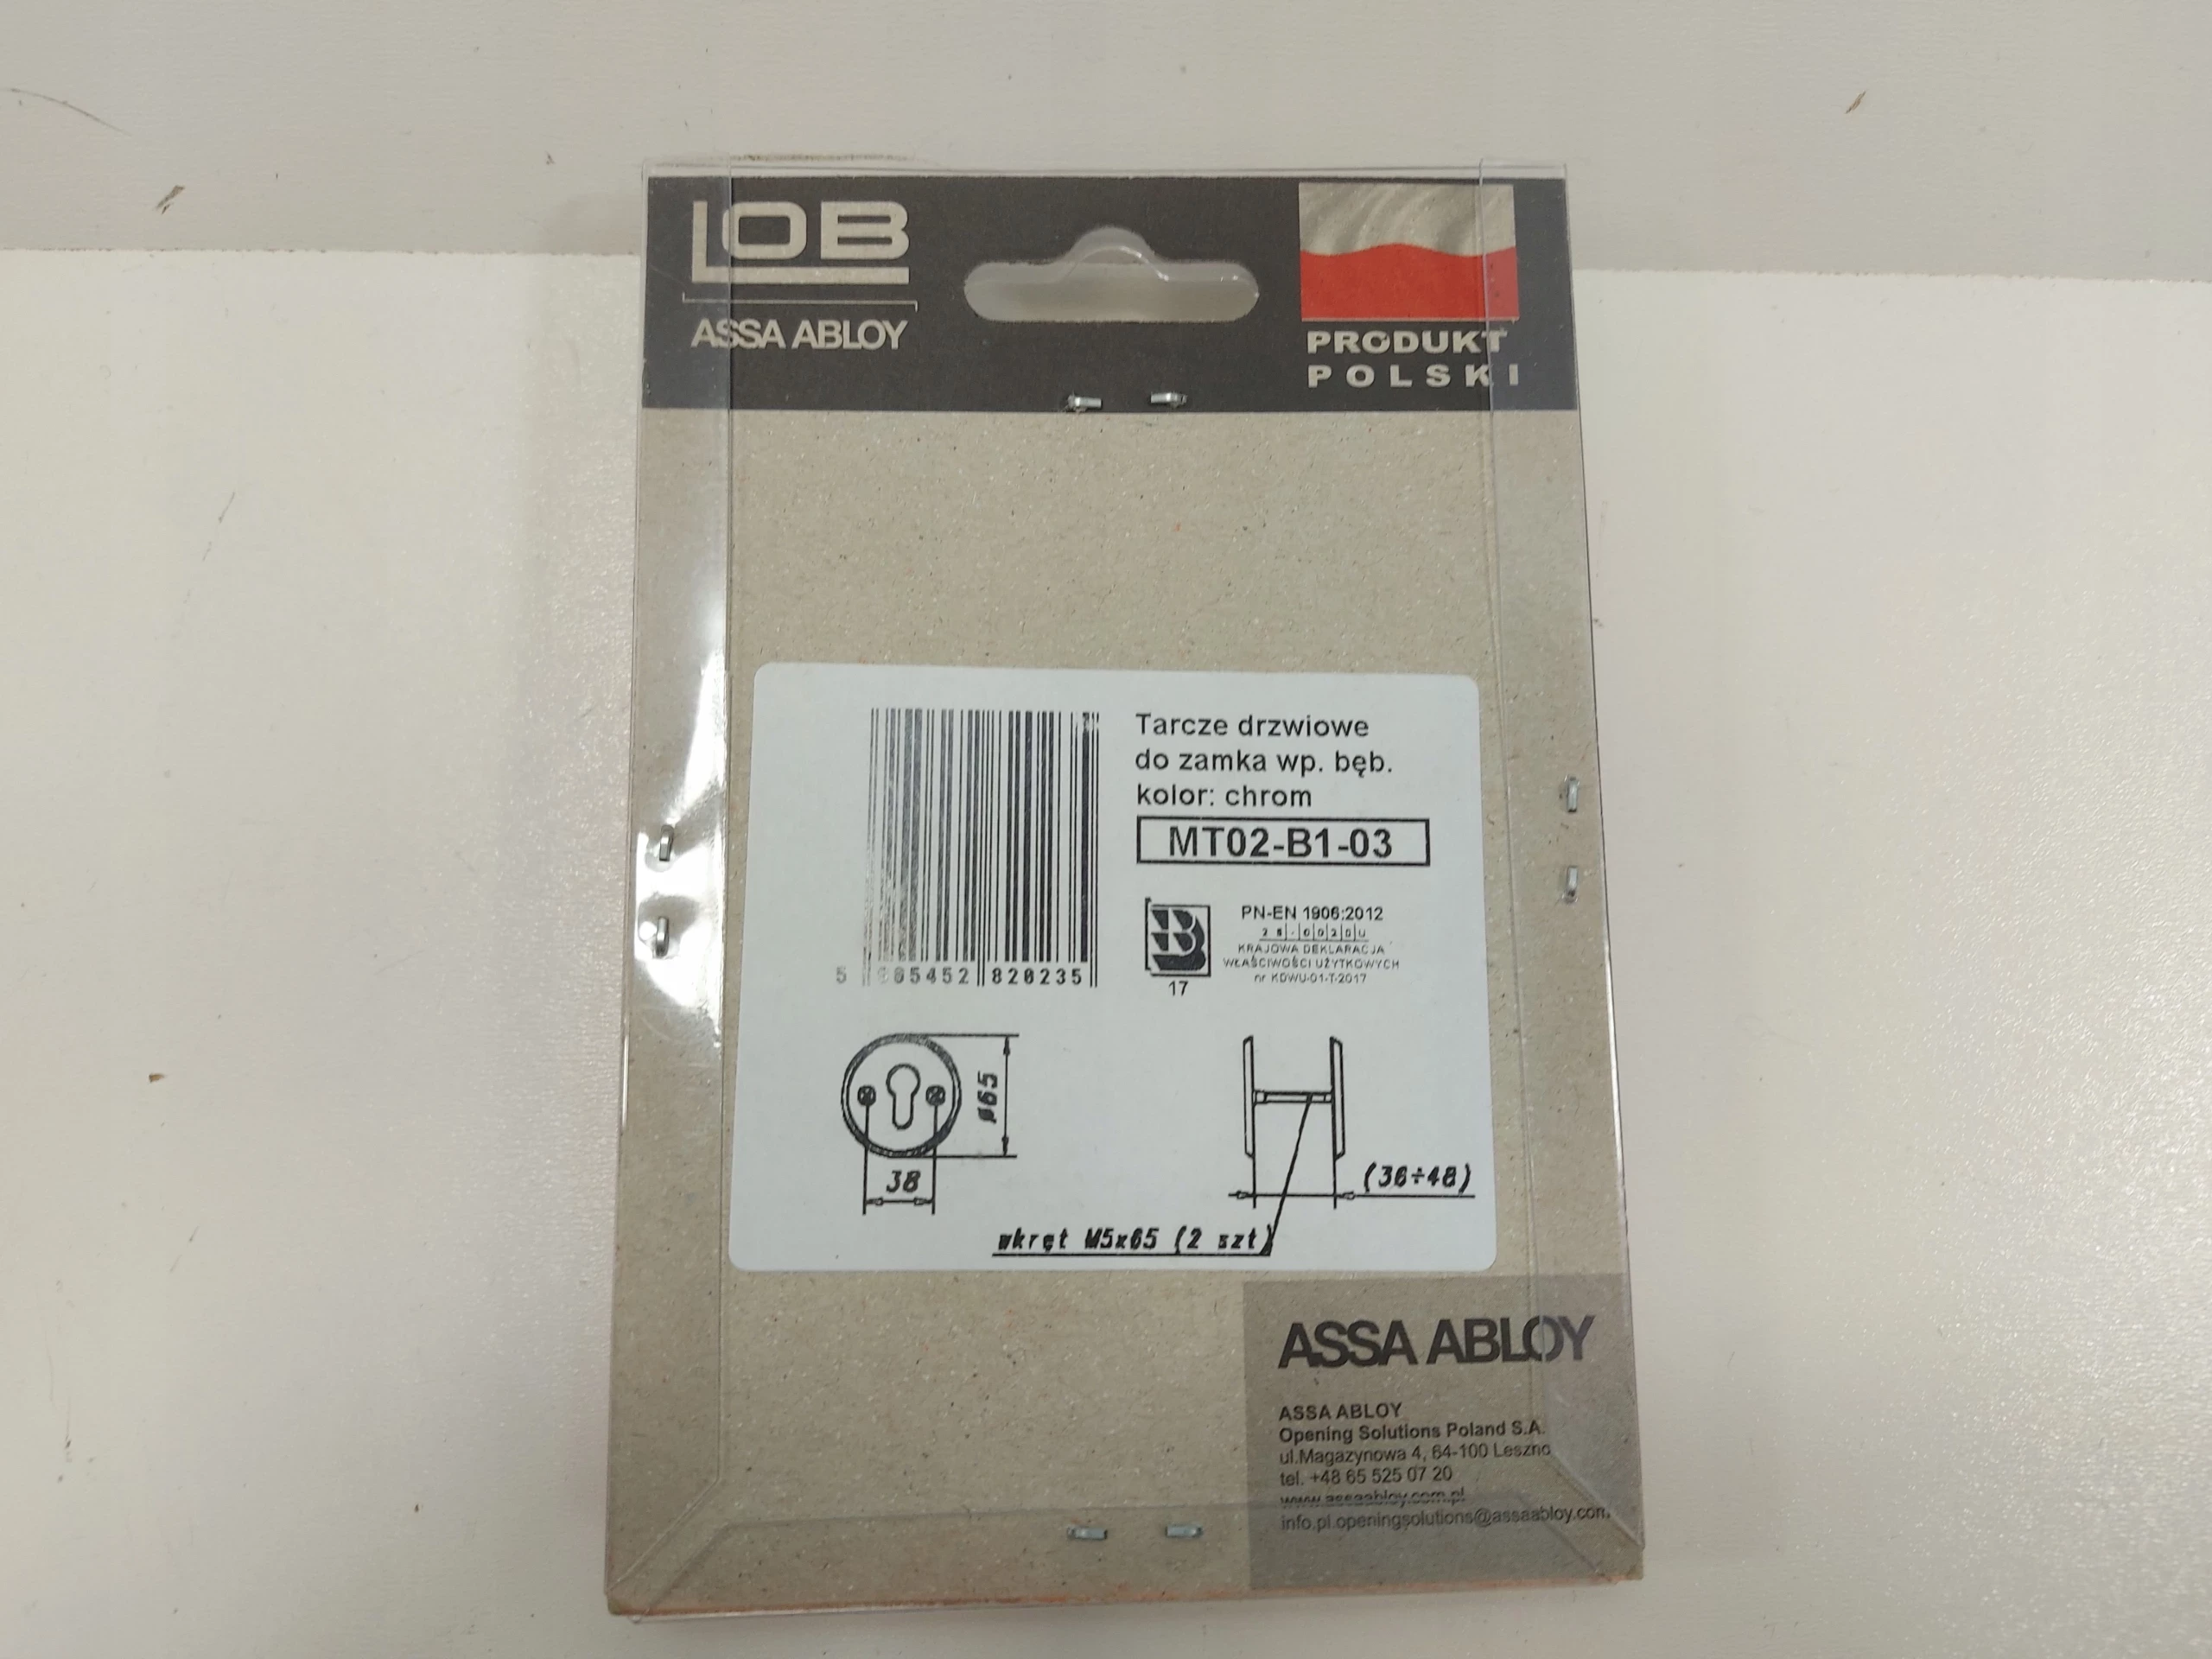 LOB
ASSA ABLOY
PRODUKT
POLSKI
Tarcze drzwiowe
do zamka wp. bęb.
kolor: chrom
MT02-B1-03
PN-EN 1906:2012
KRAJOWA DEKLARACJA
WŁAŚCIWOŚCI UŻYTKOWYCH
nr KDWU-01-T-2017
B
17
5 905452 820235
ø65
38
(36÷48)
wkręt M5x65 (2 szt)
ASSA ABLOY
ASSA ABLOY
Opening Solutions Poland S.A.
ul.Magazynowa 4, 64-100 Leszno
tel. +48 65 525 07 20
www.assaabloy.com.pl
info.pl.openingsolutions@assaabloy.com